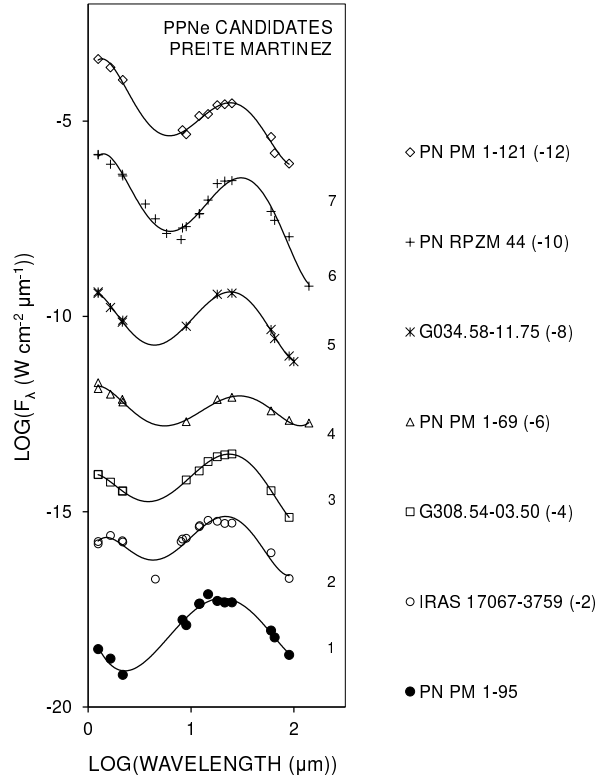 PPNe CANDIDATES
PREITE MARTINEZ
-5
-10
-15
-20
0
1
2
LOG(WAVELENGTH (µm))
LOG(Fλ (W cm⁻² µm⁻¹))
7
6
5
4
3
2
1
PN PM 1-121 (-12)
PN RPZM 44 (-10)
G034.58-11.75 (-8)
PN PM 1-69 (-6)
G308.54-03.50 (-4)
IRAS 17067-3759 (-2)
PN PM 1-95